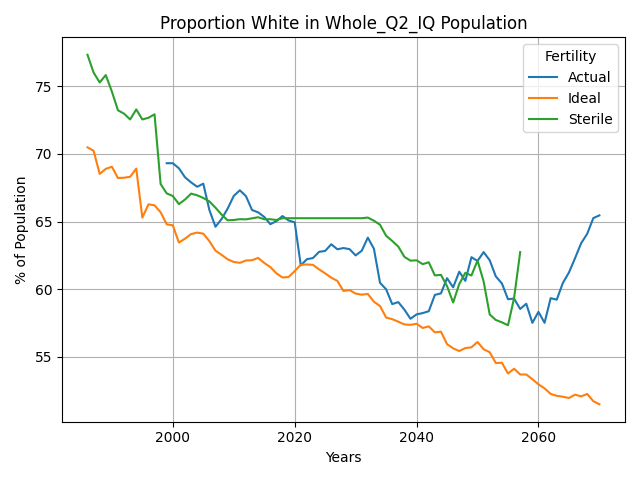 Proportion White in Whole_Q2_IQ Population
Fertility
Actual
Ideal
Sterile
% of Population
75
70
65
60
55
2000
2020
2040
2060
Years